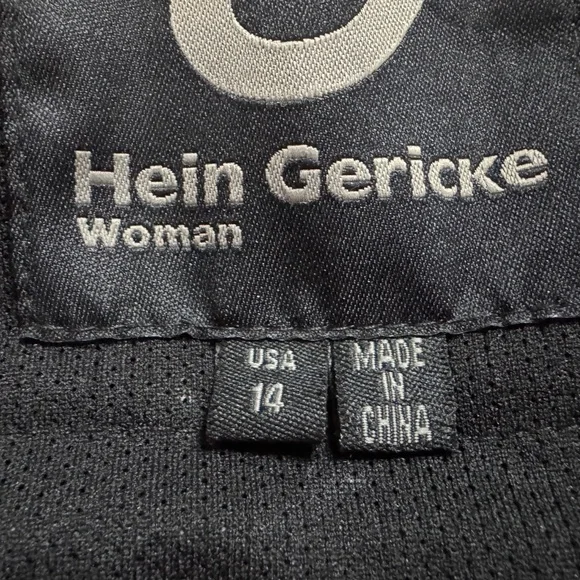 Hein Gericke
Woman
USA
14
MADE
IN
CHINA